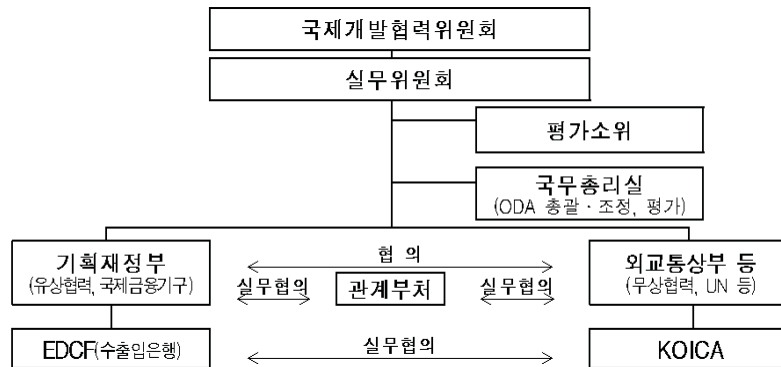 국제개발협력위원회
실무위원회
평가소위
국무총리실
(ODA 총괄·조정, 평가)
기획재정부
(유상협력, 국제금융기구)
협 의
실무협의
관계부처
실무협의
외교통상부 등
(무상협력, UN 등)
EDCF(수출입은행)
실무협의
KOICA